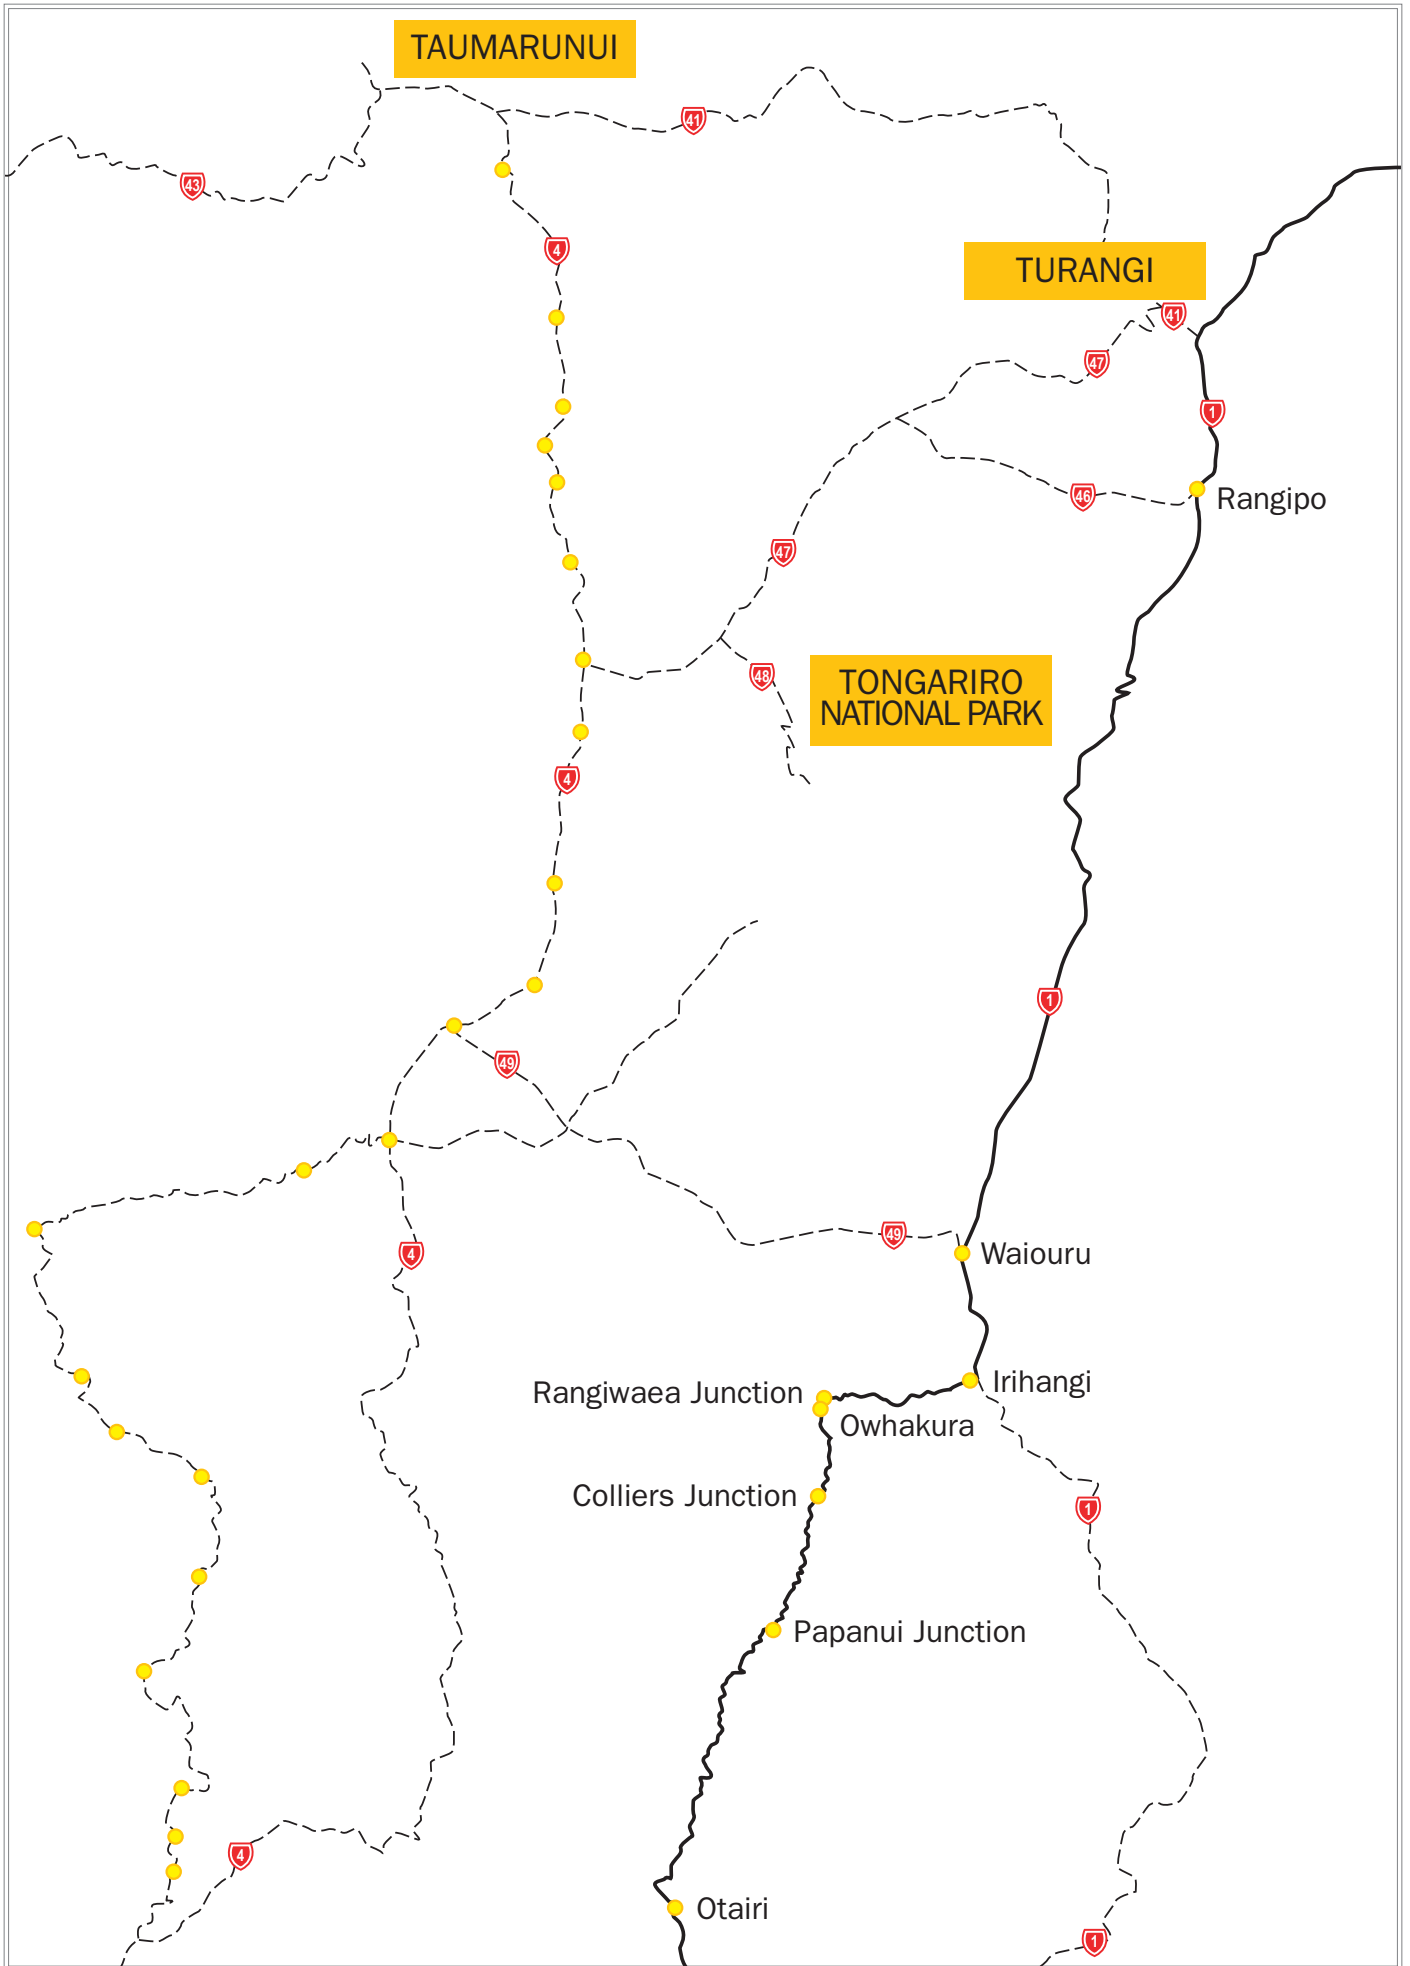 TAUMARUNUI
41
43
4
TURANGI
41
47
1
46
Rangipo
47
48
TONGARIRO
NATIONAL PARK
4
1
49
49
Waiouru
4
Irihangi
Rangiwaea Junction
Owhakura
Colliers Junction
1
Papanui Junction
4
Otairi
1